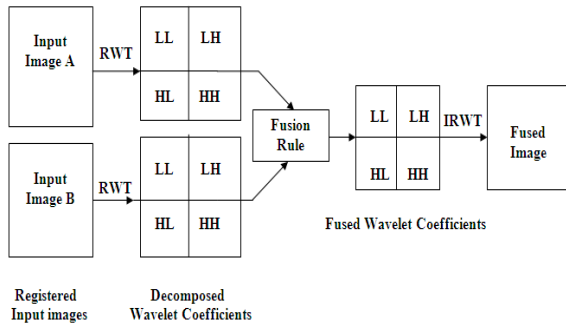 Input
Image A
RWT
LL LH
HL HH
Input
Image B
RWT
LL LH
HL HH
Fusion
Rule
LL LH
HL HH
IRWT
Fused
Image
Fused Wavelet Coefficients
Registered
Input images
Decomposed
Wavelet Coefficients